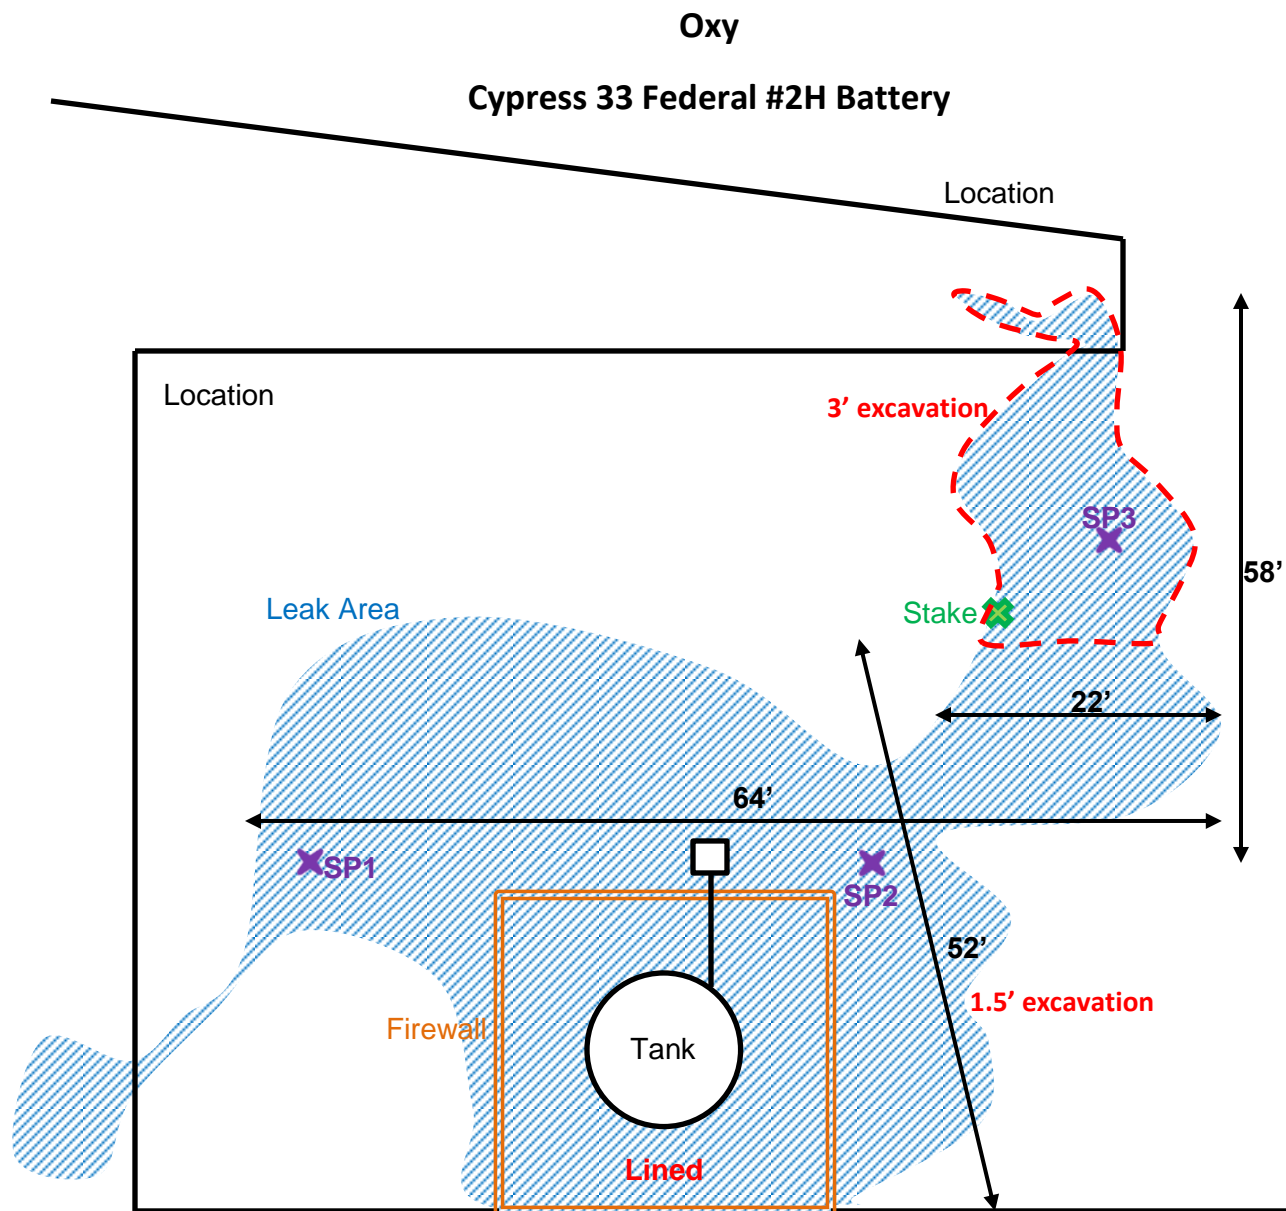 Oxy
Cypress 33 Federal #2H Battery
Location
Location
3’ excavation
SP3
58’
Leak Area
Stake
22’
64’
SP1
SP2
52’
1.5’ excavation
Firewall
Tank
Lined